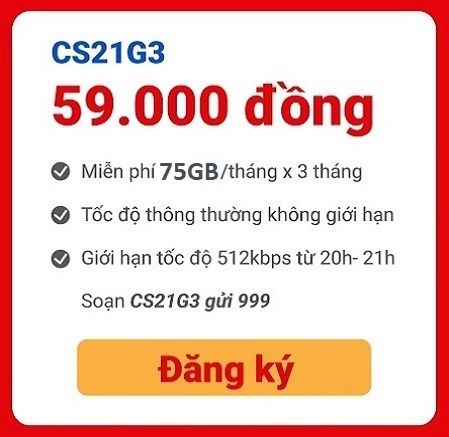 CS21G3
59.000 đồng
Miễn phí 75GB/tháng x 3 tháng
Tốc độ thông thường không giới hạn
Giới hạn tốc độ 512kbps từ 20h- 21h
Soạn CS21G3 gửi 999
Đăng ký